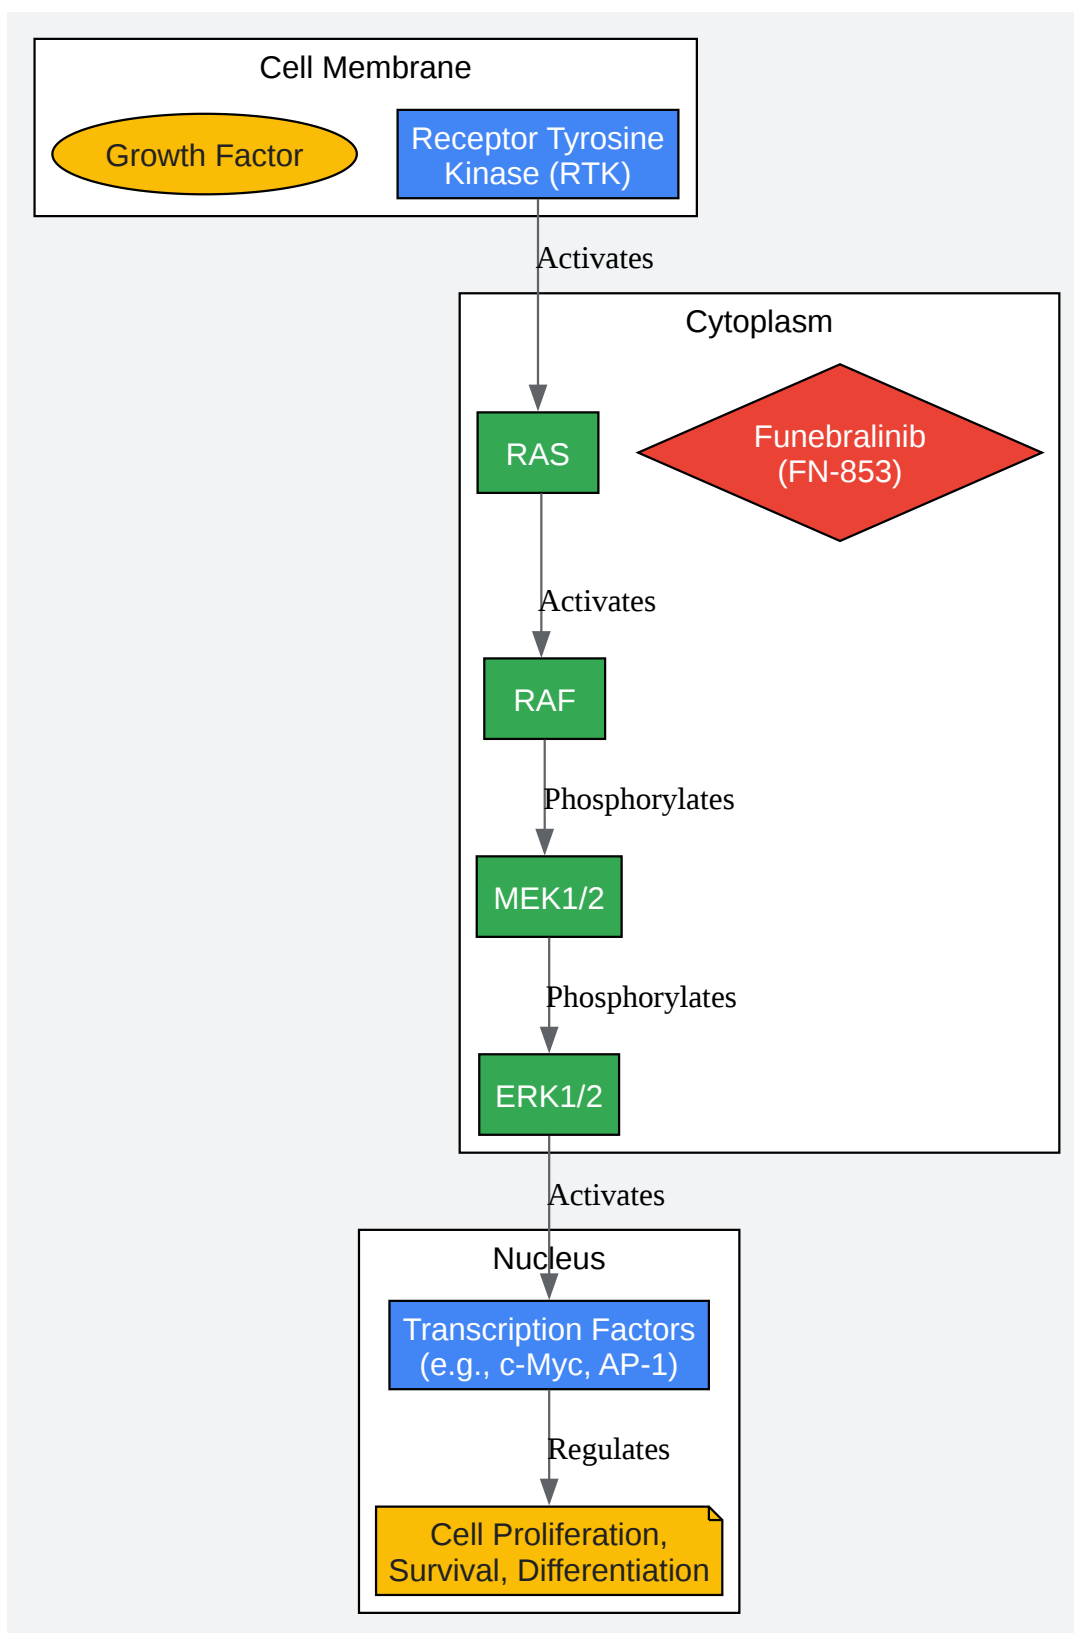 Cell Membrane
Growth Factor
Receptor Tyrosine
Kinase (RTK)
Activates
Cytoplasm
RAS
Funebralinib
(FN-853)
Activates
RAF
Phosphorylates
MEK1/2
Phosphorylates
ERK1/2
Activates
Nucleus
Transcription Factors
(e.g., c-Myc, AP-1)
Regulates
Cell Proliferation,
Survival, Differentiation